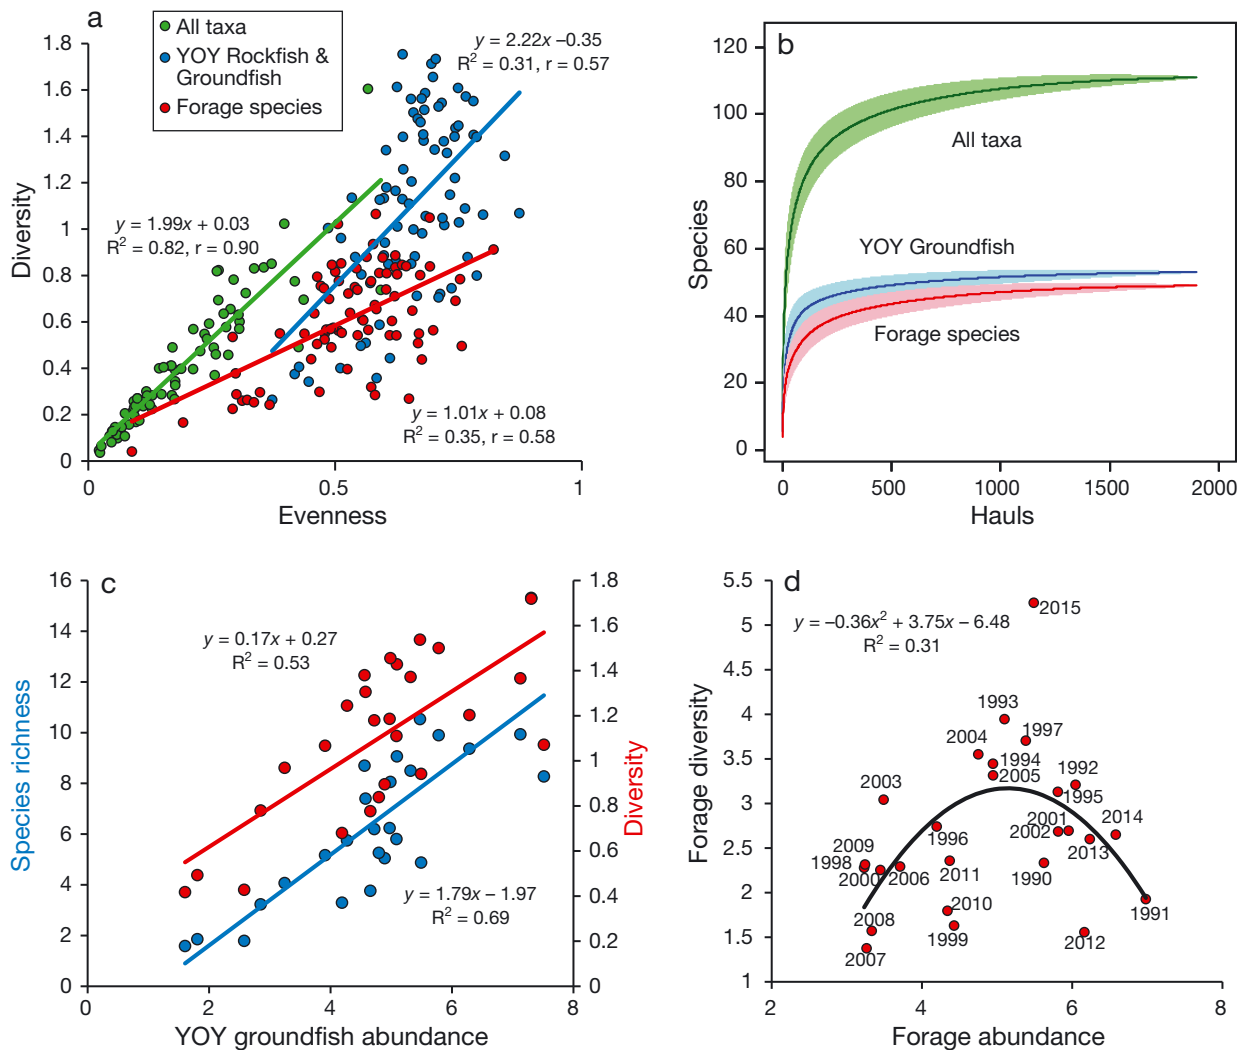 a
All taxa
YOY Rockfish &
Groundfish
Forage species
y = 2.22x –0.35
R² = 0.31, r = 0.57
y = 1.99x + 0.03
R² = 0.82, r = 0.90
y = 1.01x + 0.08
R² = 0.35, r = 0.58
1.8
1.6
1.4
1.2
1
0.8
0.6
0.4
0.2
0
Diversity
0
0.5
1
Evenness
b
120
100
80
60
40
20
0
Species
All taxa
YOY Groundfish
Forage species
0
500
1000
1500
2000
Hauls
c
16
14
12
10
8
6
4
2
0
Species richness
y = 0.17x + 0.27
R² = 0.53
y = 1.79x – 1.97
R² = 0.69
1.8
1.6
1.4
1.2
1
0.8
0.6
0.4
0.2
0
Diversity
0
2
4
6
8
YOY groundfish abundance
d
5.5
5
4.5
4
3.5
3
2.5
2
1.5
1
Forage diversity
y = –0.36x² + 3.75x – 6.48
R² = 0.31
2015
1993
1997
2004
1994
2005
1992
1995
2003
2001
2014
2002
1996
2013
2009
1998
2000
2006
2011
1990
2010
1991
2008
1999
2012
2007
2
4
6
8
Forage abundance